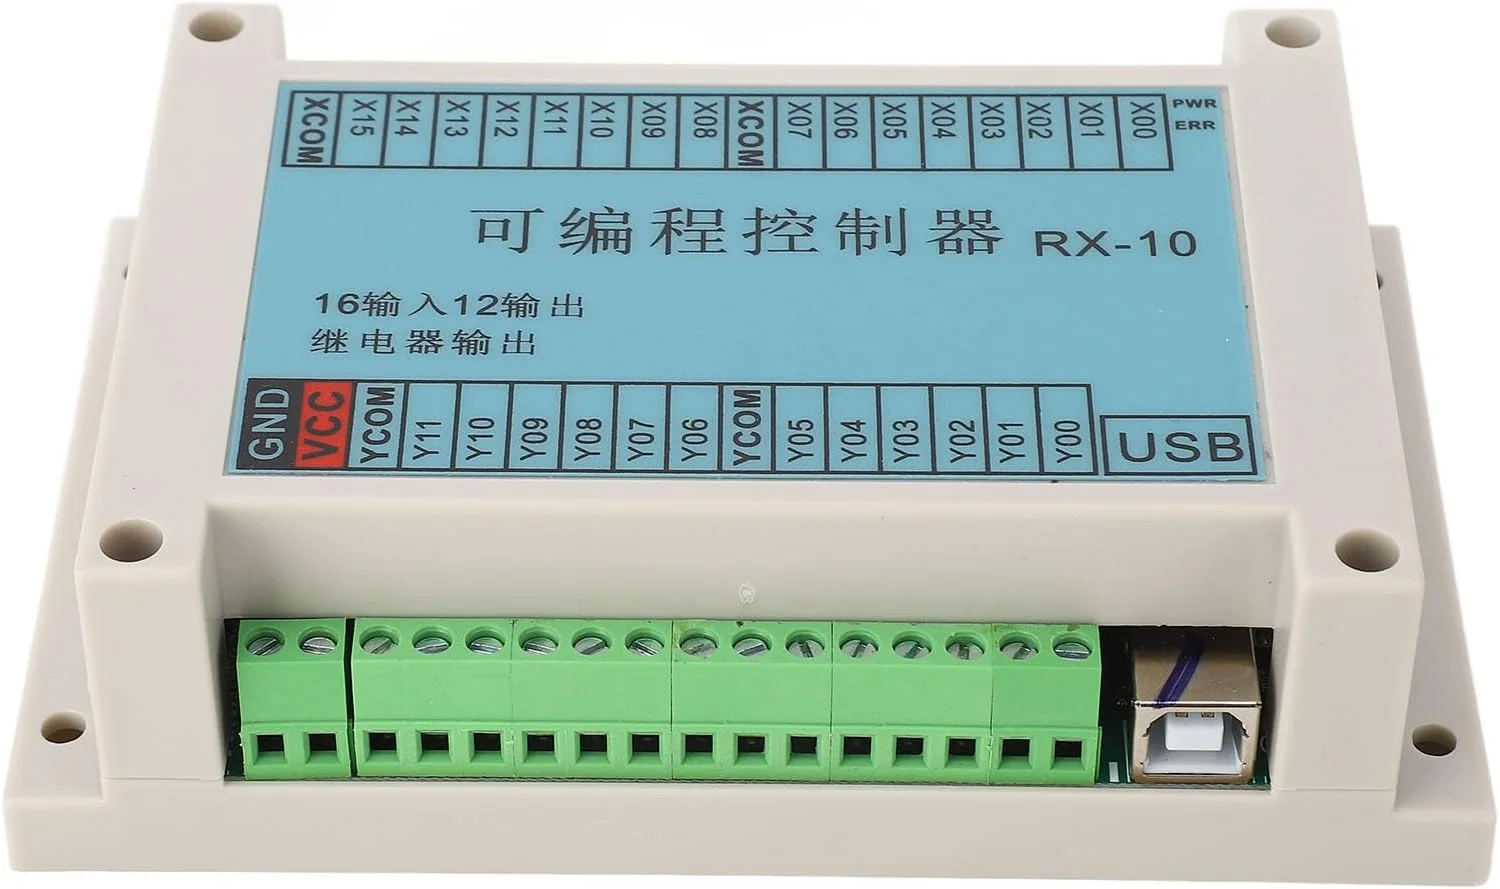 XCOM X15 X14 X13 X12 X11 X10 X09 X08 XCOM X07 X06 X05 X04 X03 X02 X01 X00 PWR
ERR
可编程控制器 RX-10
16输入12输出
继电器输出
GND VCC YCOM Y11 Y10 Y09 Y08 Y07 Y06 YCOM Y05 Y04 Y03 Y02 Y01 Y00 USB